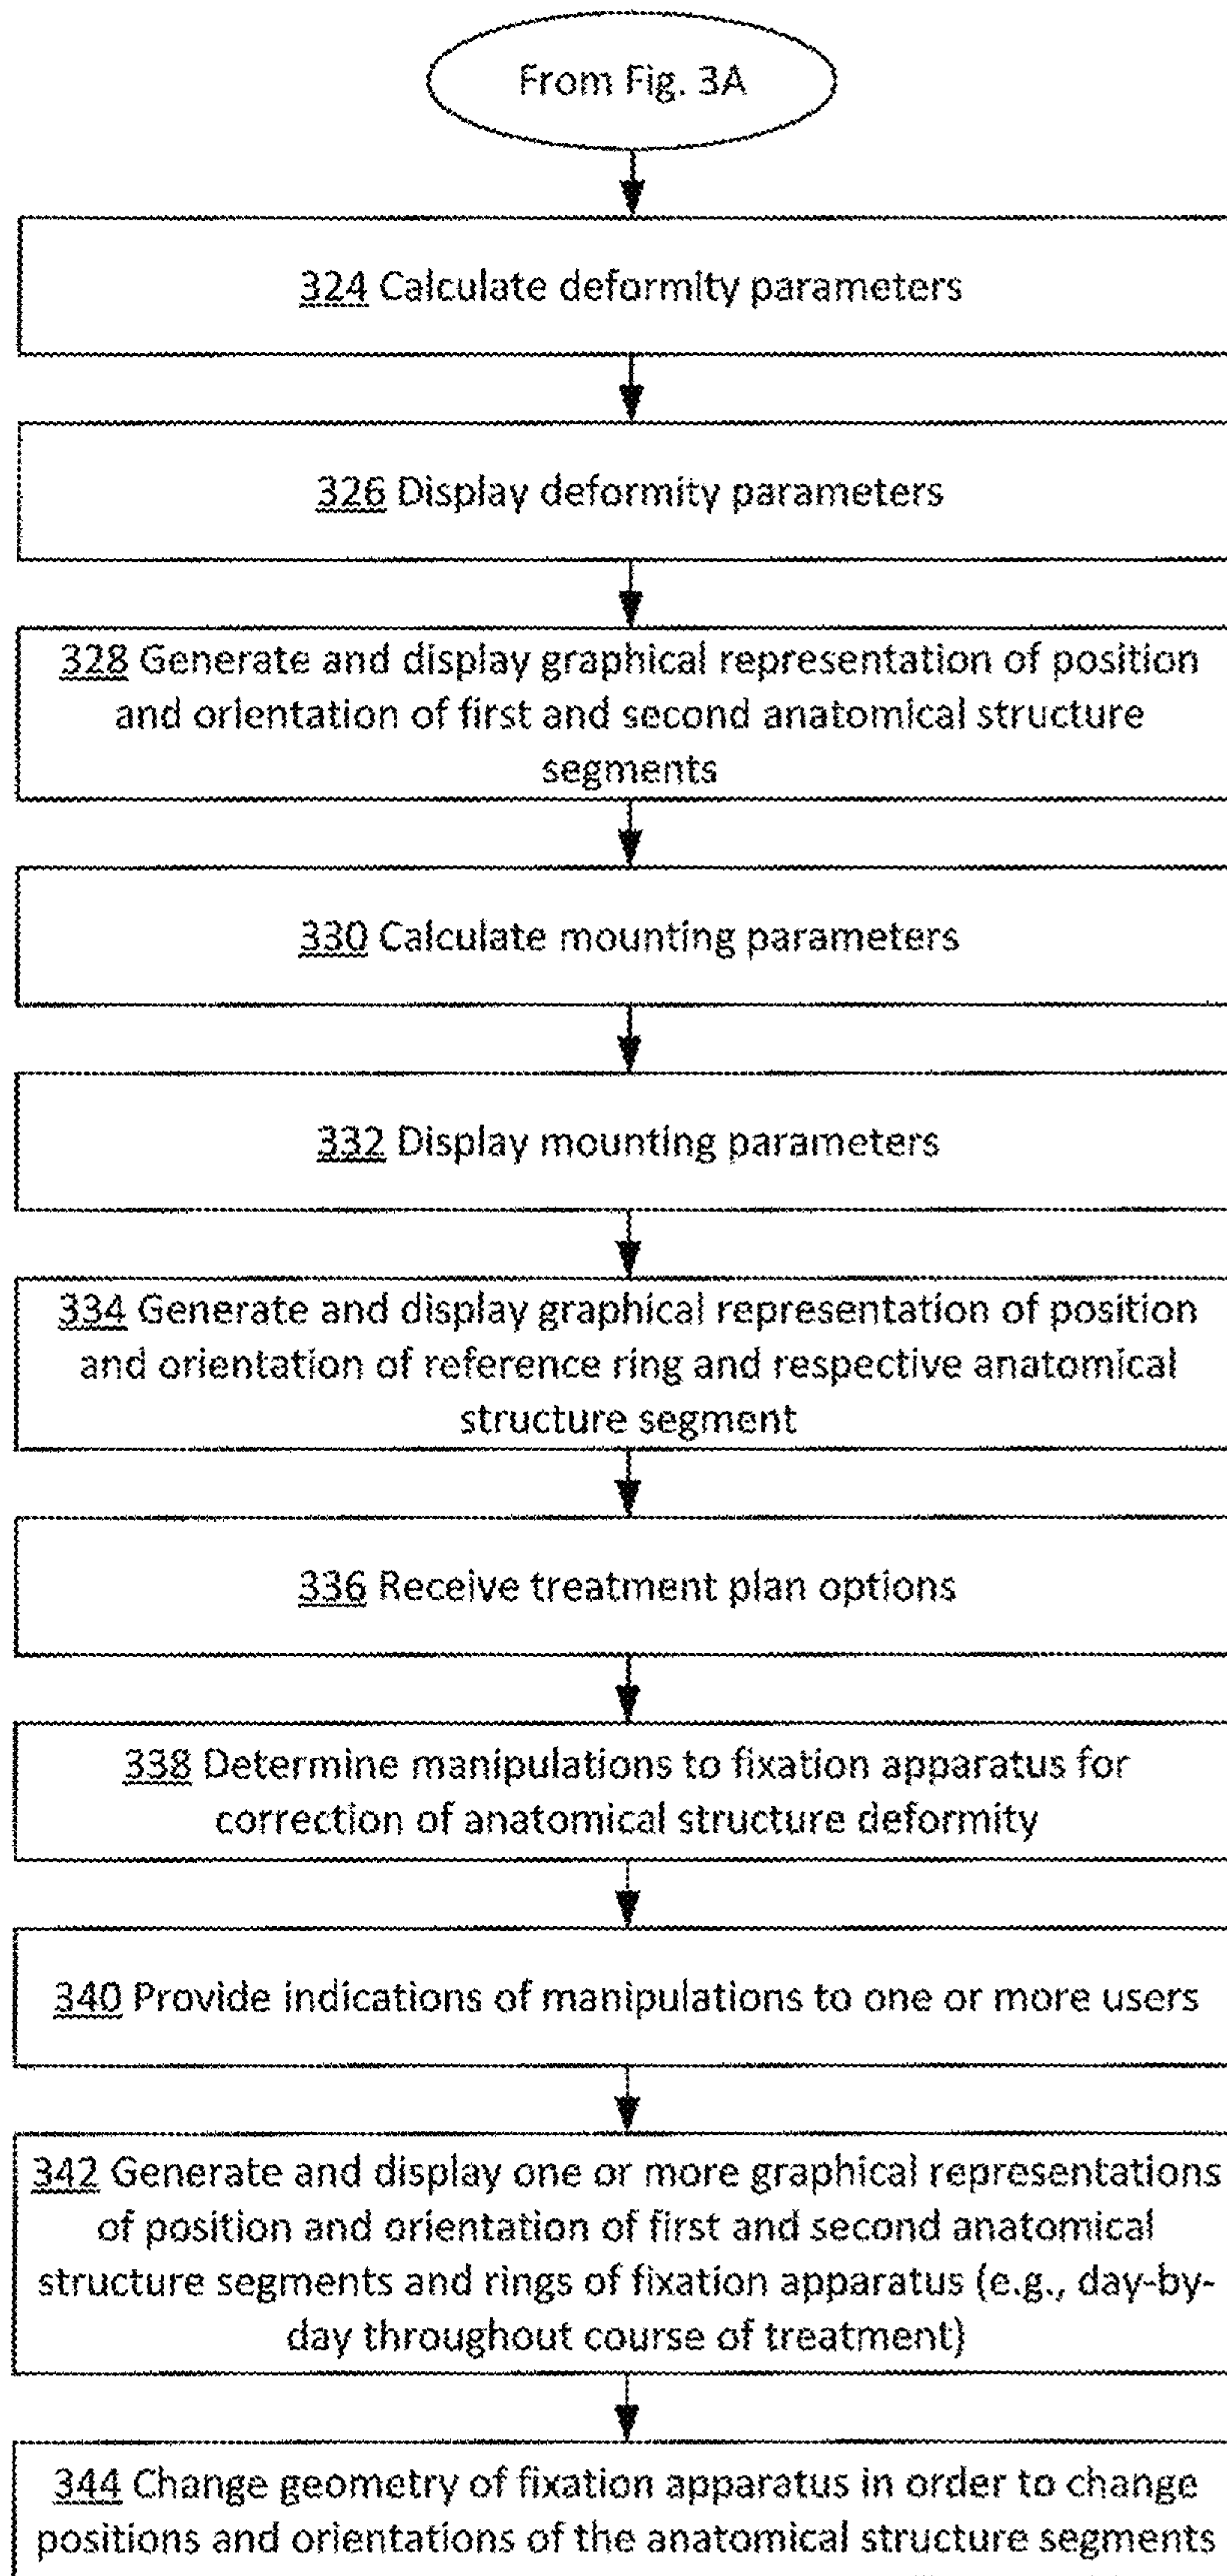 From Fig. 3A
324 Calculate deformity parameters
326 Display deformity parameters
328 Generate and display graphical representation of position
and orientation of first and second anatomical structure
segments
330 Calculate mounting parameters
332 Display mounting parameters
334 Generate and display graphical representation of position
and orientation of reference ring and respective anatomical
structure segment
336 Receive treatment plan options
338 Determine manipulations to fixation apparatus for
correction of anatomical structure deformity
340 Provide indications of manipulations to one or more users
342 Generate and display one or more graphical representations
of position and orientation of first and second anatomical
structure segments and rings of fixation apparatus (e.g., day-by-
day throughout course of treatment)
344 Change geometry of fixation apparatus in order to change
positions and orientations of the anatomical structure segments